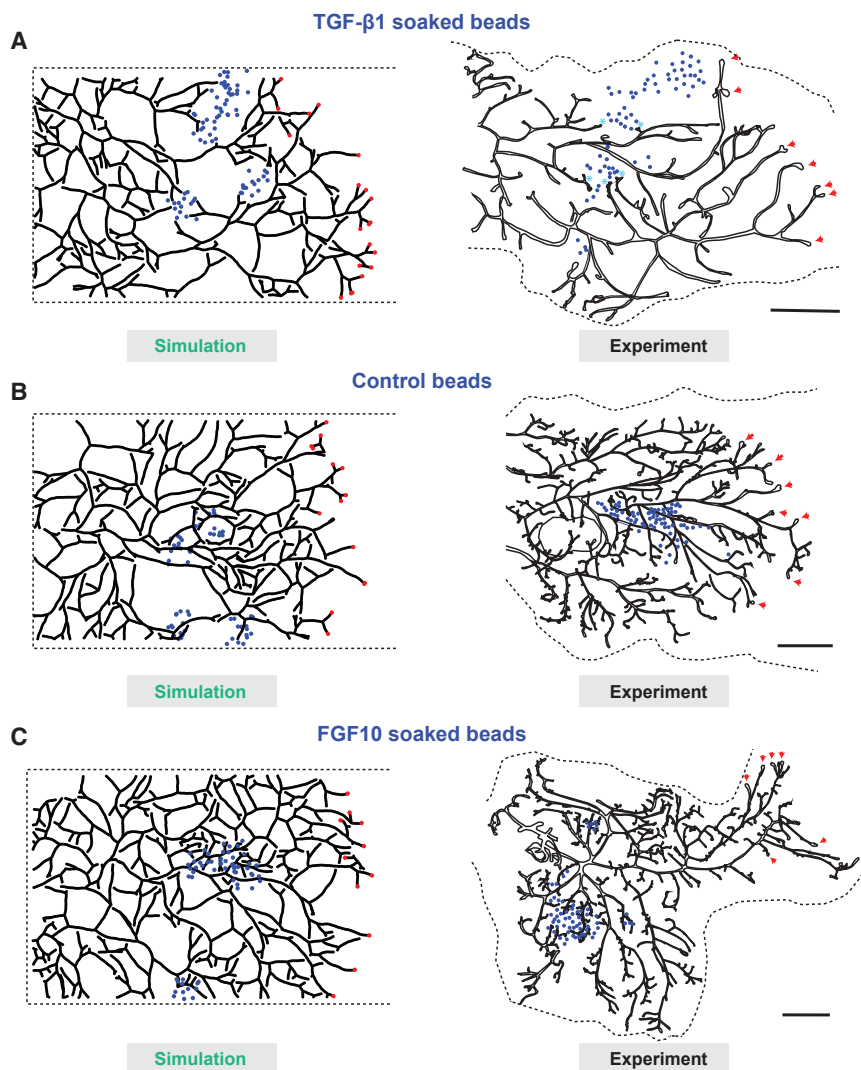 TGF-β1 soaked beads
A
Simulation
Experiment
Control beads
B
Simulation
Experiment
FGF10 soaked beads
C
Simulation
Experiment